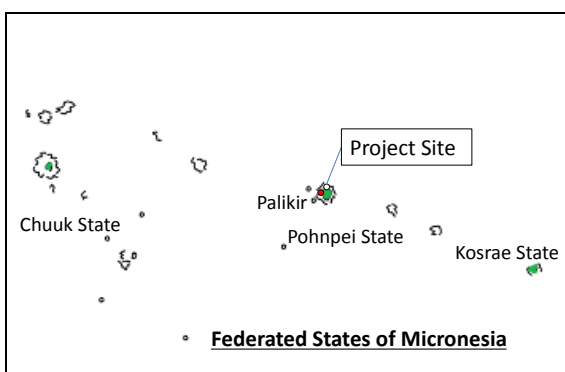 Project Site
Palikir
Chuuk State
Pohnpei State
Kosrae State
Federated States of Micronesia